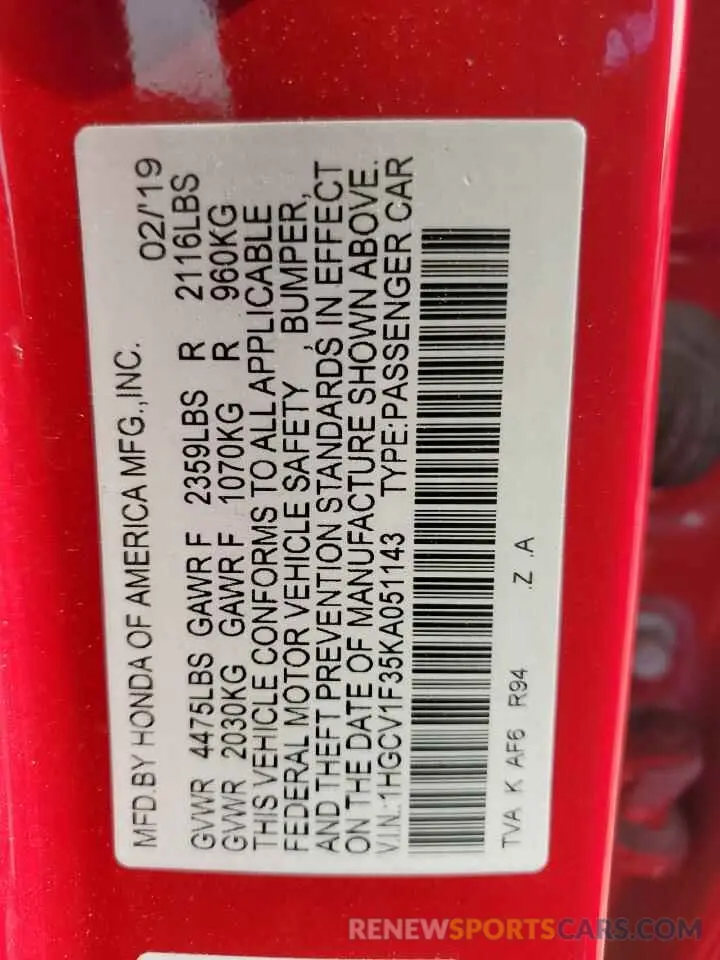 MFD.BY HONDA OF AMERICA MFG.,INC. 02/'19
GVWR 4475LBS GAWR F 2359LBS R 2116LBS
GVWR 2030KG GAWR F 1070KG R 960KG
THIS VEHICLE CONFORMS TO ALL APPLICABLE
FEDERAL MOTOR VEHICLE SAFETY , BUMPER,
AND THEFT PREVENTION STANDARDS IN EFFECT
ON THE DATE OF MANUFACTURE SHOWN ABOVE.
V.I.N.:1HGCV1F35KA051143 TYPE:PASSENGER CAR
TVA K AF6 R94 .Z .A
RENEWSPORTSCARS.COM